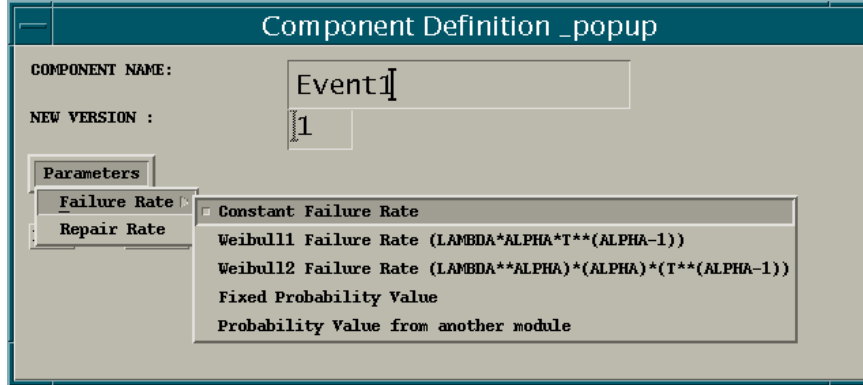 Component Definition _popup
COMPONENT NAME:
Event1
NEW VERSION :
1
Parameters
Failure Rate
Repair Rate
Constant Failure Rate
Weibull1 Failure Rate (LAMBDA*ALPHA*T**(ALPHA-1))
Weibull2 Failure Rate (LAMBDA**ALPHA)*(ALPHA)*(T**(ALPHA-1))
Fixed Probability Value
Probability Value from another module